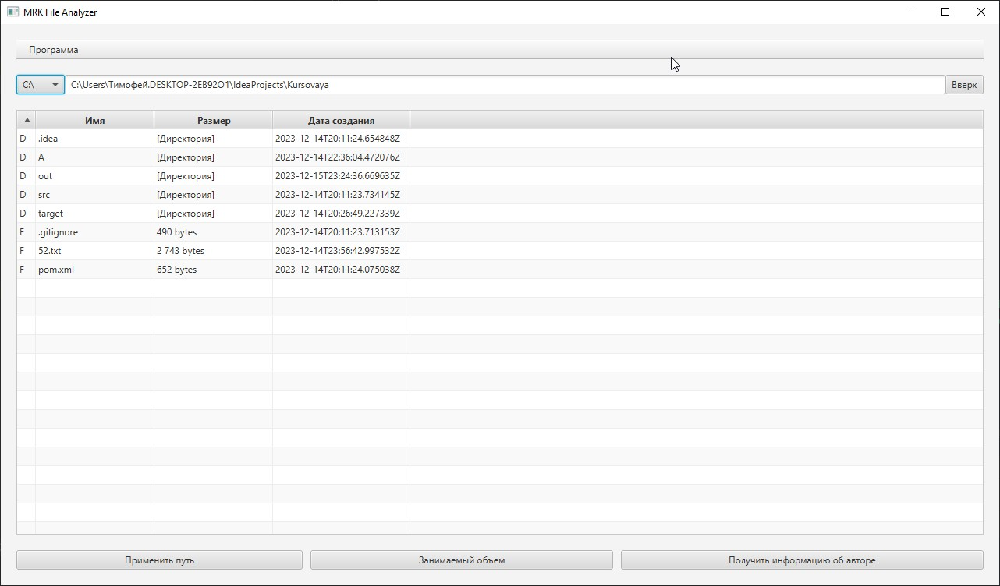 MRK File Analyzer
Программа
C:\ C:\Users\Тимофей.DESKTOP-2EB92O1\IdeaProjects\Kursovaya Вверх
Имя Размер Дата создания
D .idea [Директория] 2023-12-14T20:11:24.654848Z
D A [Директория] 2023-12-14T22:36:04.472076Z
D out [Директория] 2023-12-15T23:24:36.669635Z
D src [Директория] 2023-12-14T20:11:23.734145Z
D target [Директория] 2023-12-14T20:26:49.227339Z
F .gitignore 490 bytes 2023-12-14T20:11:23.713153Z
F 52.txt 2 743 bytes 2023-12-14T23:56:42.997532Z
F pom.xml 652 bytes 2023-12-14T20:11:24.075038Z
Применить путь Занимаемый объем Получить информацию об авторе